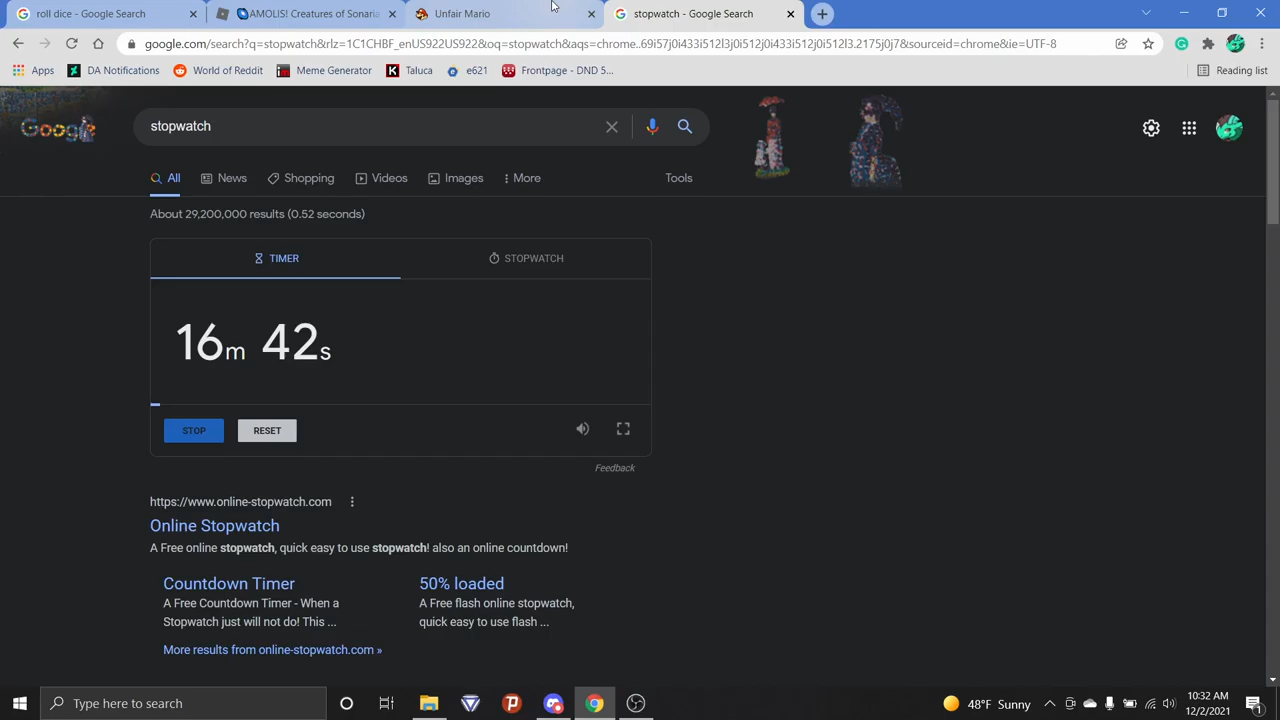 roll dice - Google Search
AMOLIS! Creatures of Sonaria
Unfair Mario
stopwatch - Google Search
google.com/search?q=stopwatch&rlz=1C1CHBF_enUS922US922&oq=stopwatch&aqs=chrome..69i57j0i433i512l3j0i512j0i433i512l3.2175j0j7&sourceid=chrome&ie=UTF-8
Apps
DA Notifications
World of Reddit
Meme Generator
Taluca
e621
Frontpage - DND 5...
Reading list
Google
stopwatch
All
News
Shopping
Videos
Images
More
Tools
About 29,200,000 results (0.52 seconds)
TIMER
STOPWATCH
16m 42s
STOP
RESET
Feedback
https://www.online-stopwatch.com
Online Stopwatch
A Free online stopwatch, quick easy to use stopwatch! also an online countdown!
Countdown Timer
A Free Countdown Timer - When a
Stopwatch just will not do! This ...
50% loaded
A Free flash online stopwatch,
quick easy to use flash ...
More results from online-stopwatch.com »
Type here to search
48°F Sunny
10:32 AM
12/2/2021